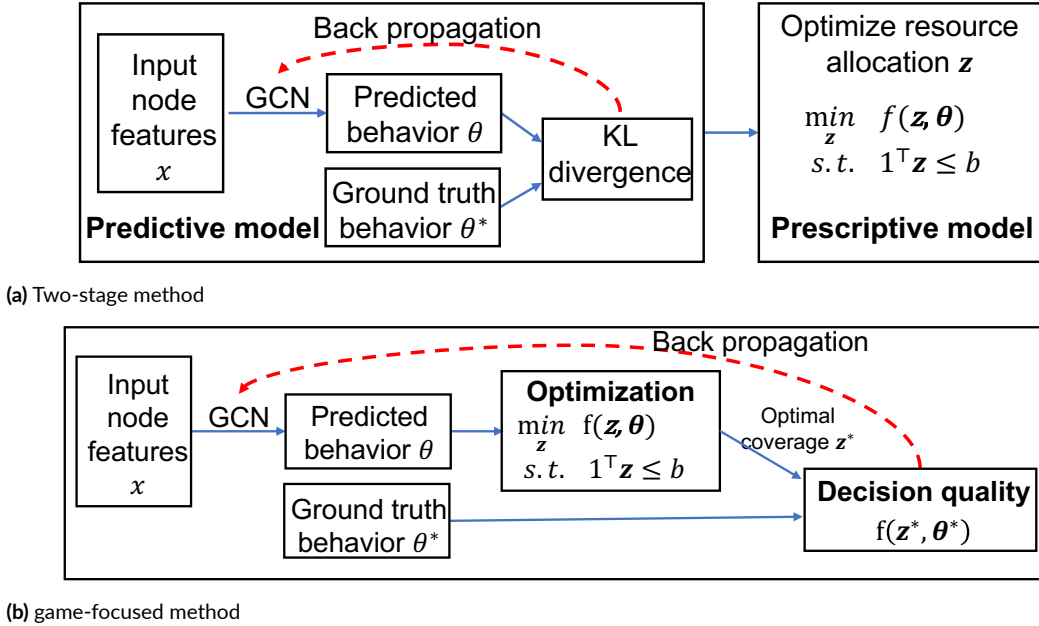 Back propagation
Input
node
features
x
GCN
Predicted
behavior θ
Ground truth
behavior θ*
KL
divergence
Predictive model
Optimize resource
allocation z
min f(z, θ)
z
s.t. 1⊤z ≤ b
Prescriptive model
(a) Two-stage method
Back propagation
Input
node
features
x
GCN
Predicted
behavior θ
Optimization
min f(z, θ)
z
s.t. 1⊤z ≤ b
Optimal
coverage z*
Ground truth
behavior θ*
Decision quality
f(z*, θ*)
(b) game-focused method